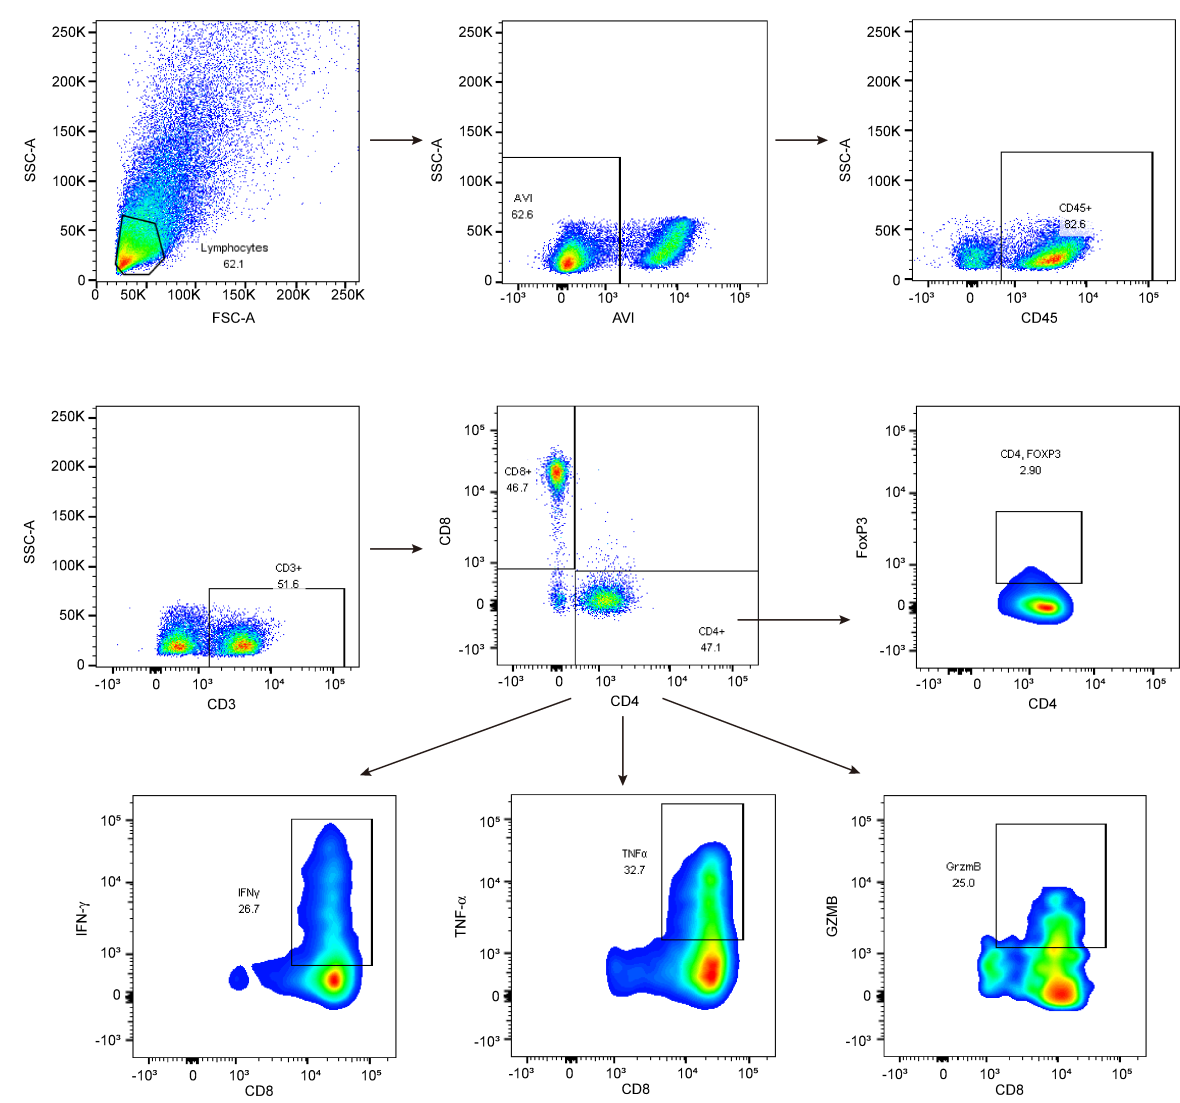 250K
200K
150K
100K
50K
0
SSC-A
Lymphocytes
62.1
0 50K 100K 150K 200K 250K
FSC-A
250K
200K
150K
100K
50K
0
SSC-A
AVI
62.6
-10³ 0 10³ 10⁴ 10⁵
AVI
250K
200K
150K
100K
50K
0
SSC-A
CD45+
82.6
-10³ 0 10³ 10⁴ 10⁵
CD45
250K
200K
150K
100K
50K
0
SSC-A
CD3+
51.6
-10³ 0 10³ 10⁴ 10⁵
CD3
10⁵
10⁴
10³
0
-10³
CD8
CD8+
46.7
CD4+
47.1
-10³ 0 10³ 10⁴ 10⁵
CD4
10⁵
10⁴
10³
0
-10³
FoxP3
CD4, FOXP3
2.90
-10³ 0 10³ 10⁴ 10⁵
CD4
10⁵
10⁴
10³
0
-10³
IFN-γ
IFNγ
26.7
-10³ 0 10³ 10⁴ 10⁵
CD8
10⁵
10⁴
10³
0
-10³
TNF-α
TNFα
32.7
-10³ 0 10³ 10⁴ 10⁵
CD8
10⁵
10⁴
10³
0
-10³
GZMB
GrzmB
25.0
-10³ 0 10³ 10⁴ 10⁵
CD8